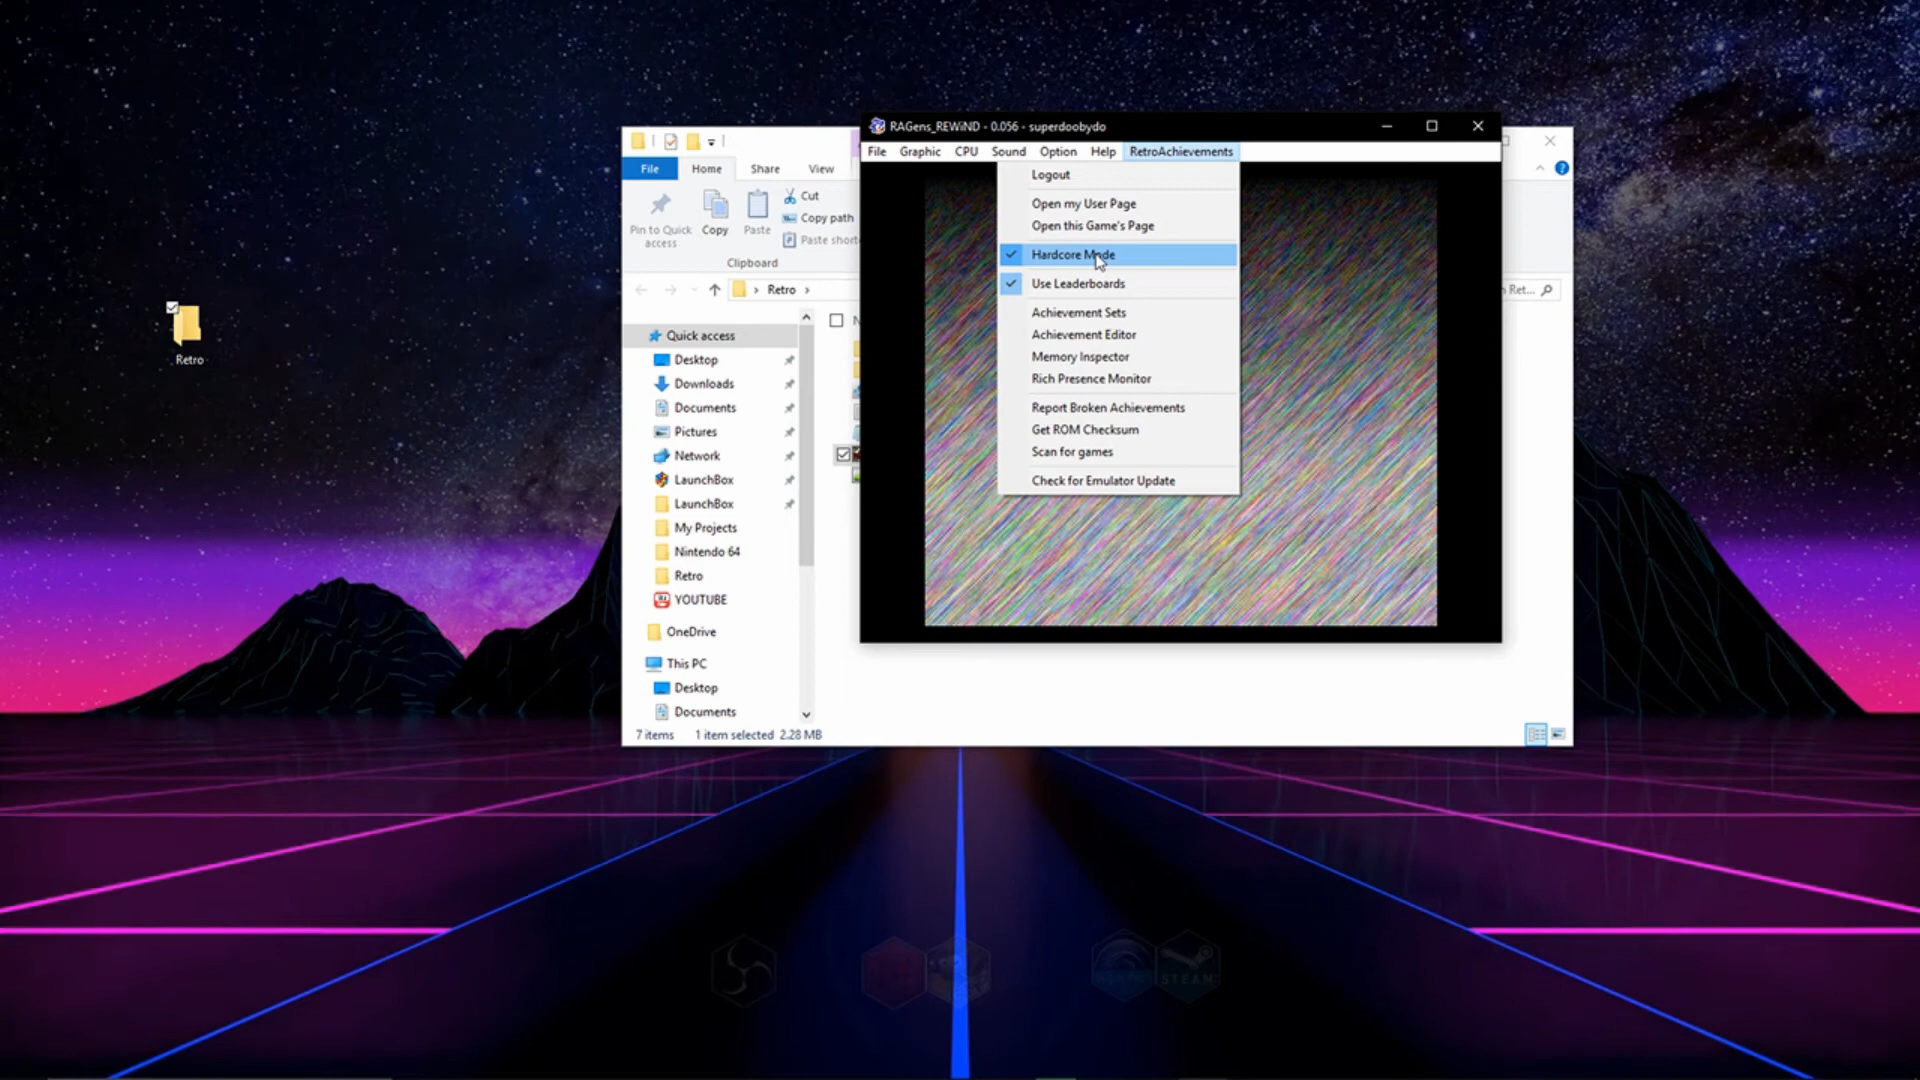 RAGens_REWiND - 0.056 - superdoobydo
File Graphic CPU Sound Option Help RetroAchievements
Logout
Open my User Page
Open this Game's Page
Hardcore Mode
Use Leaderboards
Achievement Sets
Achievement Editor
Memory Inspector
Rich Presence Monitor
Report Broken Achievements
Get ROM Checksum
Scan for games
Check for Emulator Update
File Home Share View
Pin to Quick access
Copy
Paste
Cut
Copy path
Paste short
Clipboard
Retro
Ret...
Quick access
Desktop
Downloads
Documents
Pictures
Network
LaunchBox
LaunchBox
My Projects
Nintendo 64
Retro
YOUTUBE
OneDrive
This PC
Desktop
Documents
7 items 1 item selected 2.28 MB
Retro
STEAM